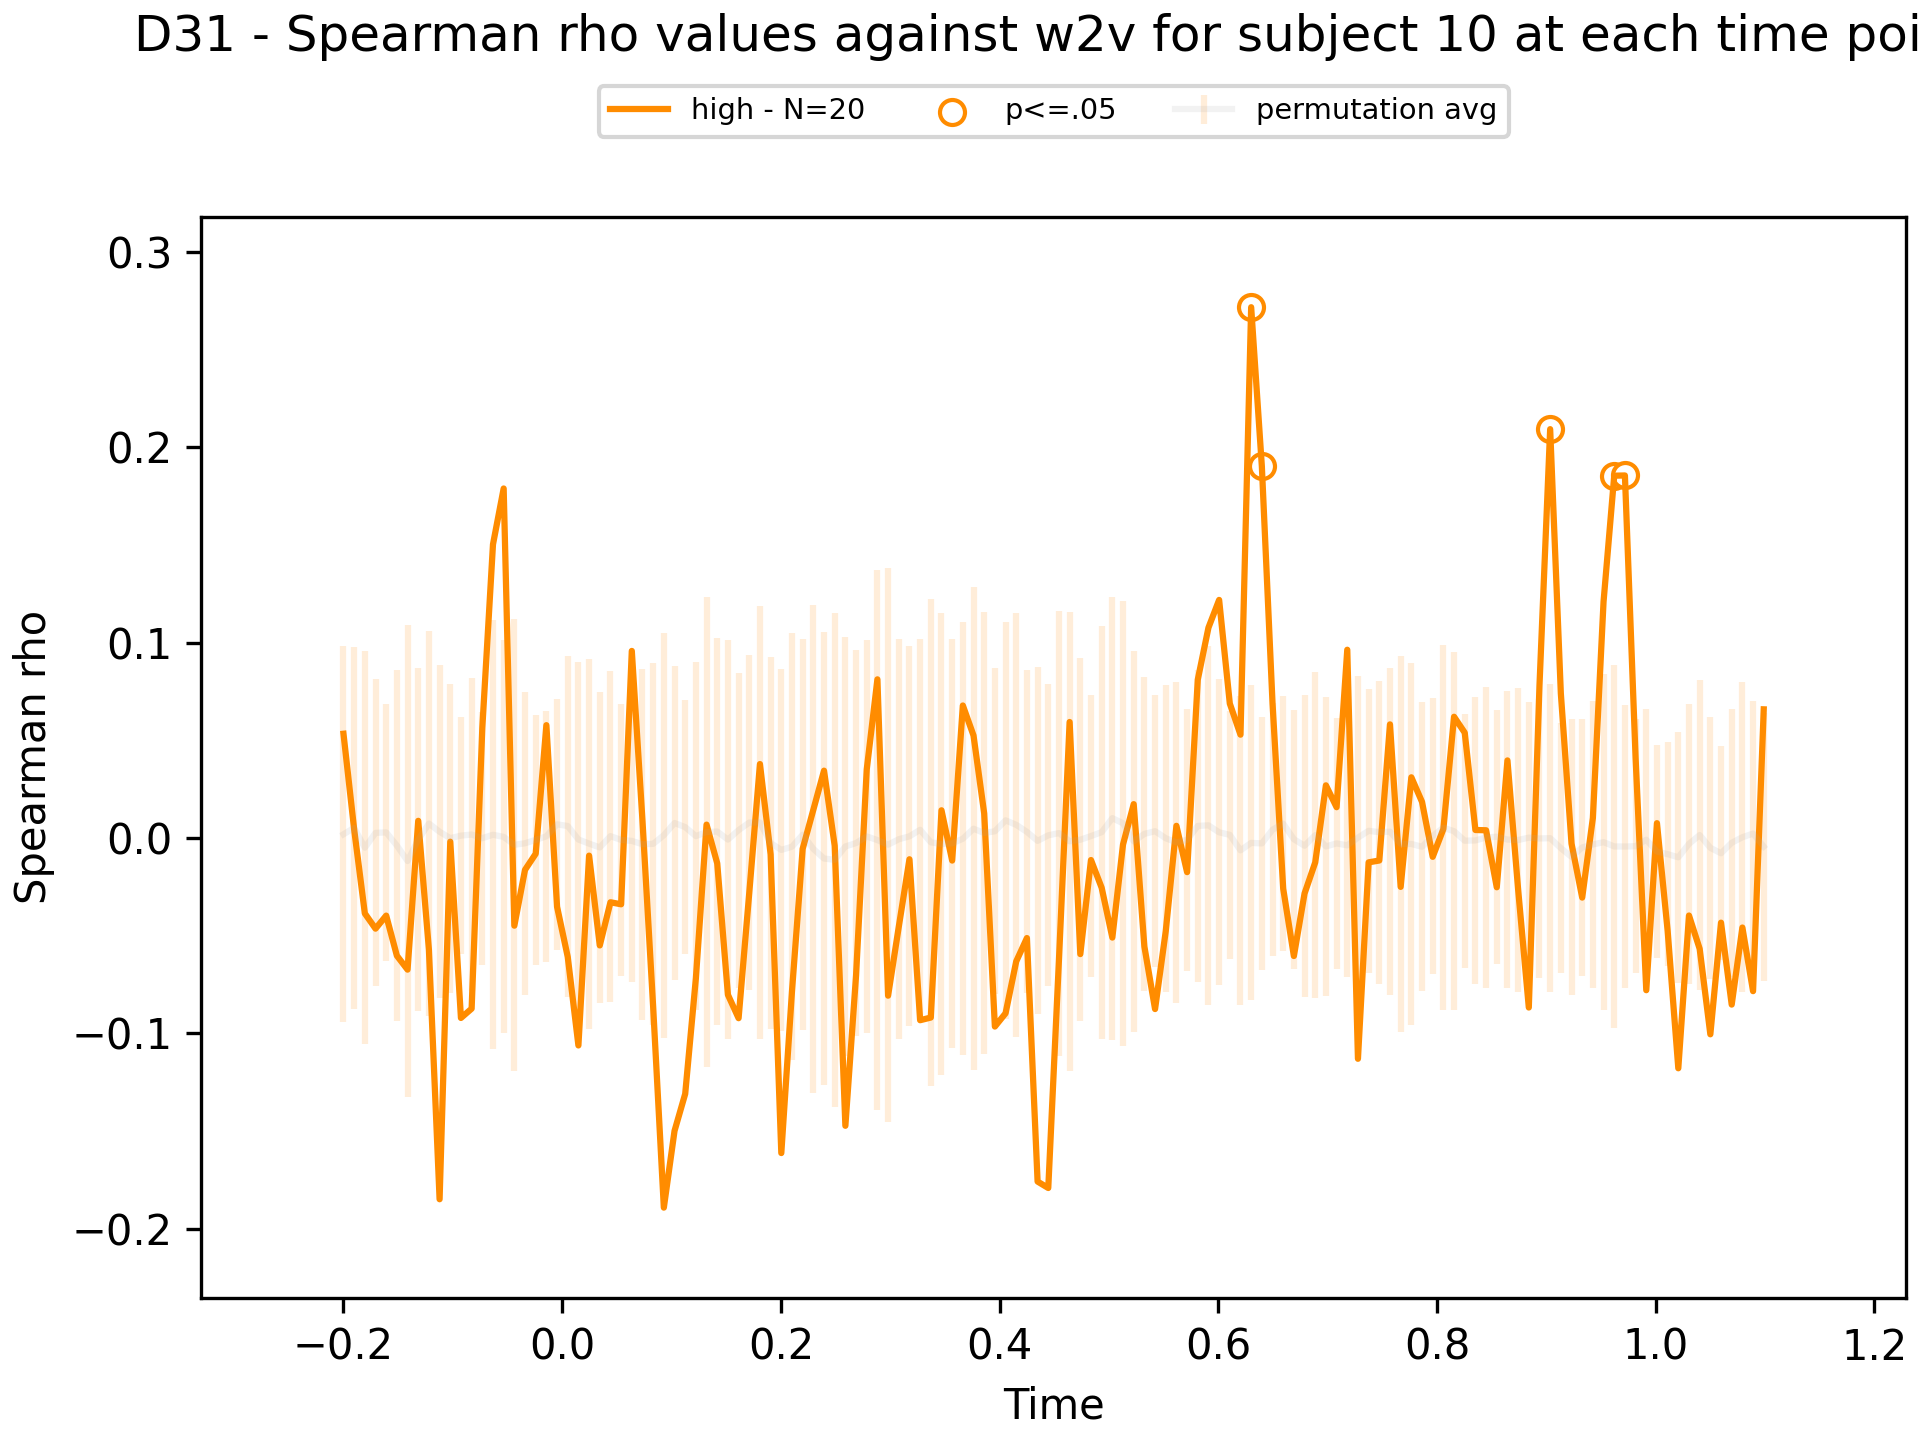 D31 - Spearman rho values against w2v for subject 10 at each time poi
high - N=20 p<=.05 permutation avg
0.3
0.2
0.1
0.0
−0.1
−0.2
Spearman rho
−0.2 0.0 0.2 0.4 0.6 0.8 1.0 1.2
Time